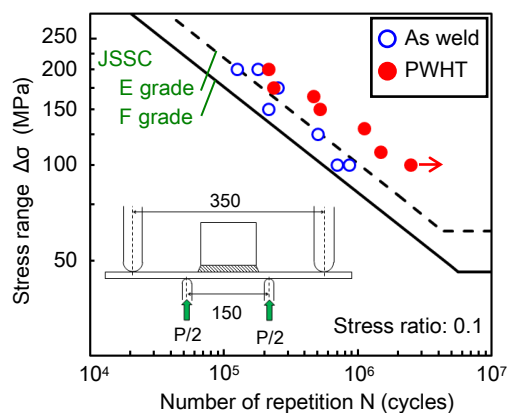 250
200
150
100
50
Stress range Δσ (MPa)
JSSC
E grade
F grade
As weld
PWHT
350
150
P/2
P/2
Stress ratio: 0.1
10⁴
10⁵
10⁶
10⁷
Number of repetition N (cycles)